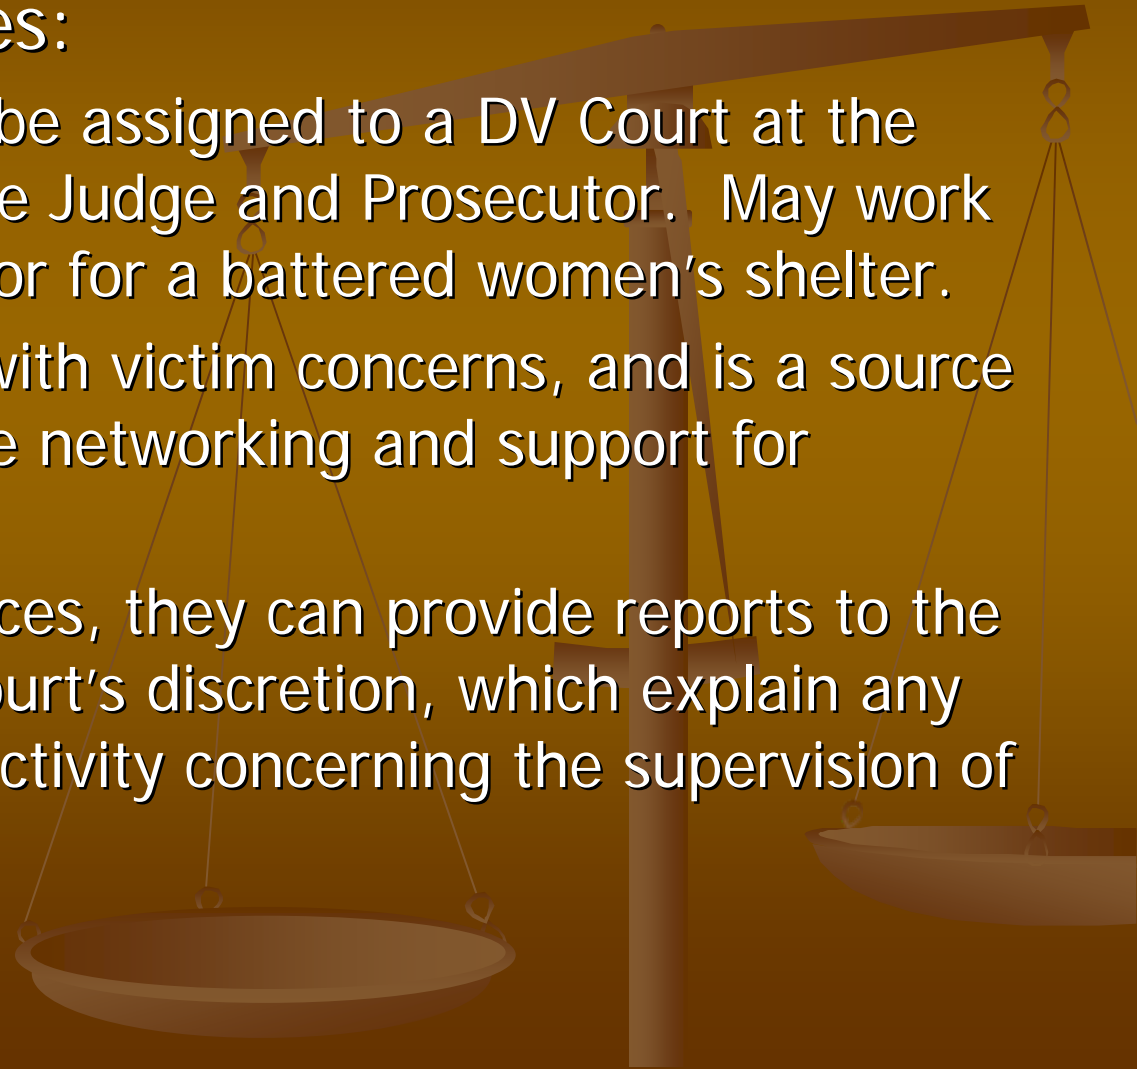 es:
be assigned to a DV Court at the
e Judge and Prosecutor.  May work
or for a battered women’s shelter.
with victim concerns, and is a source
e networking and support for
ces, they can provide reports to the
ourt’s discretion, which explain any
ctivity concerning the supervision of